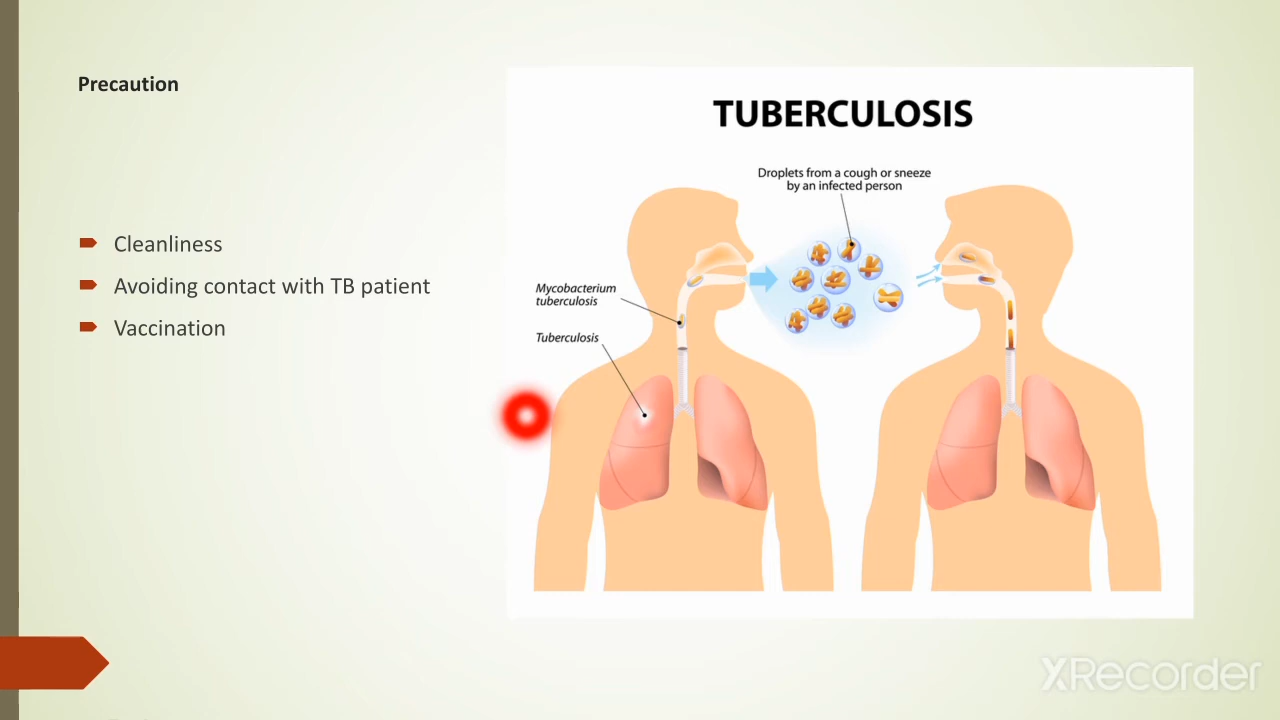 Precaution
Cleanliness
Avoiding contact with TB patient
Vaccination
TUBERCULOSIS
Droplets from a cough or sneeze
by an infected person
Mycobacterium
tuberculosis
Tuberculosis
XRecorder